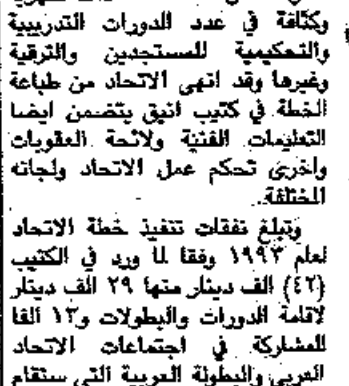 وكثافة في عدد الدورات التدريبية
والتحكيمية للمستجدين والترقية
وغيرها وقد انهى الاتحاد من طباعة
الخطة في كتيب انيق يتضمن ايضا
التعليمات الفنية ولائحة العقوبات
واخرى تحكم عمل الاتحاد ولجانه
المختلفة.
وتبلغ نفقات تنفيذ خطة الاتحاد
لعام ١٩٩٣ وفقا لما ورد في الكتيب
(٤٢) الف دينار منها ٢٩ الف دينار
لاقامة الدورات والبطولات و١٣ الفا
للمشاركة في اجتماعات الاتحاد
العربي والبطولة العربية التي ستقام